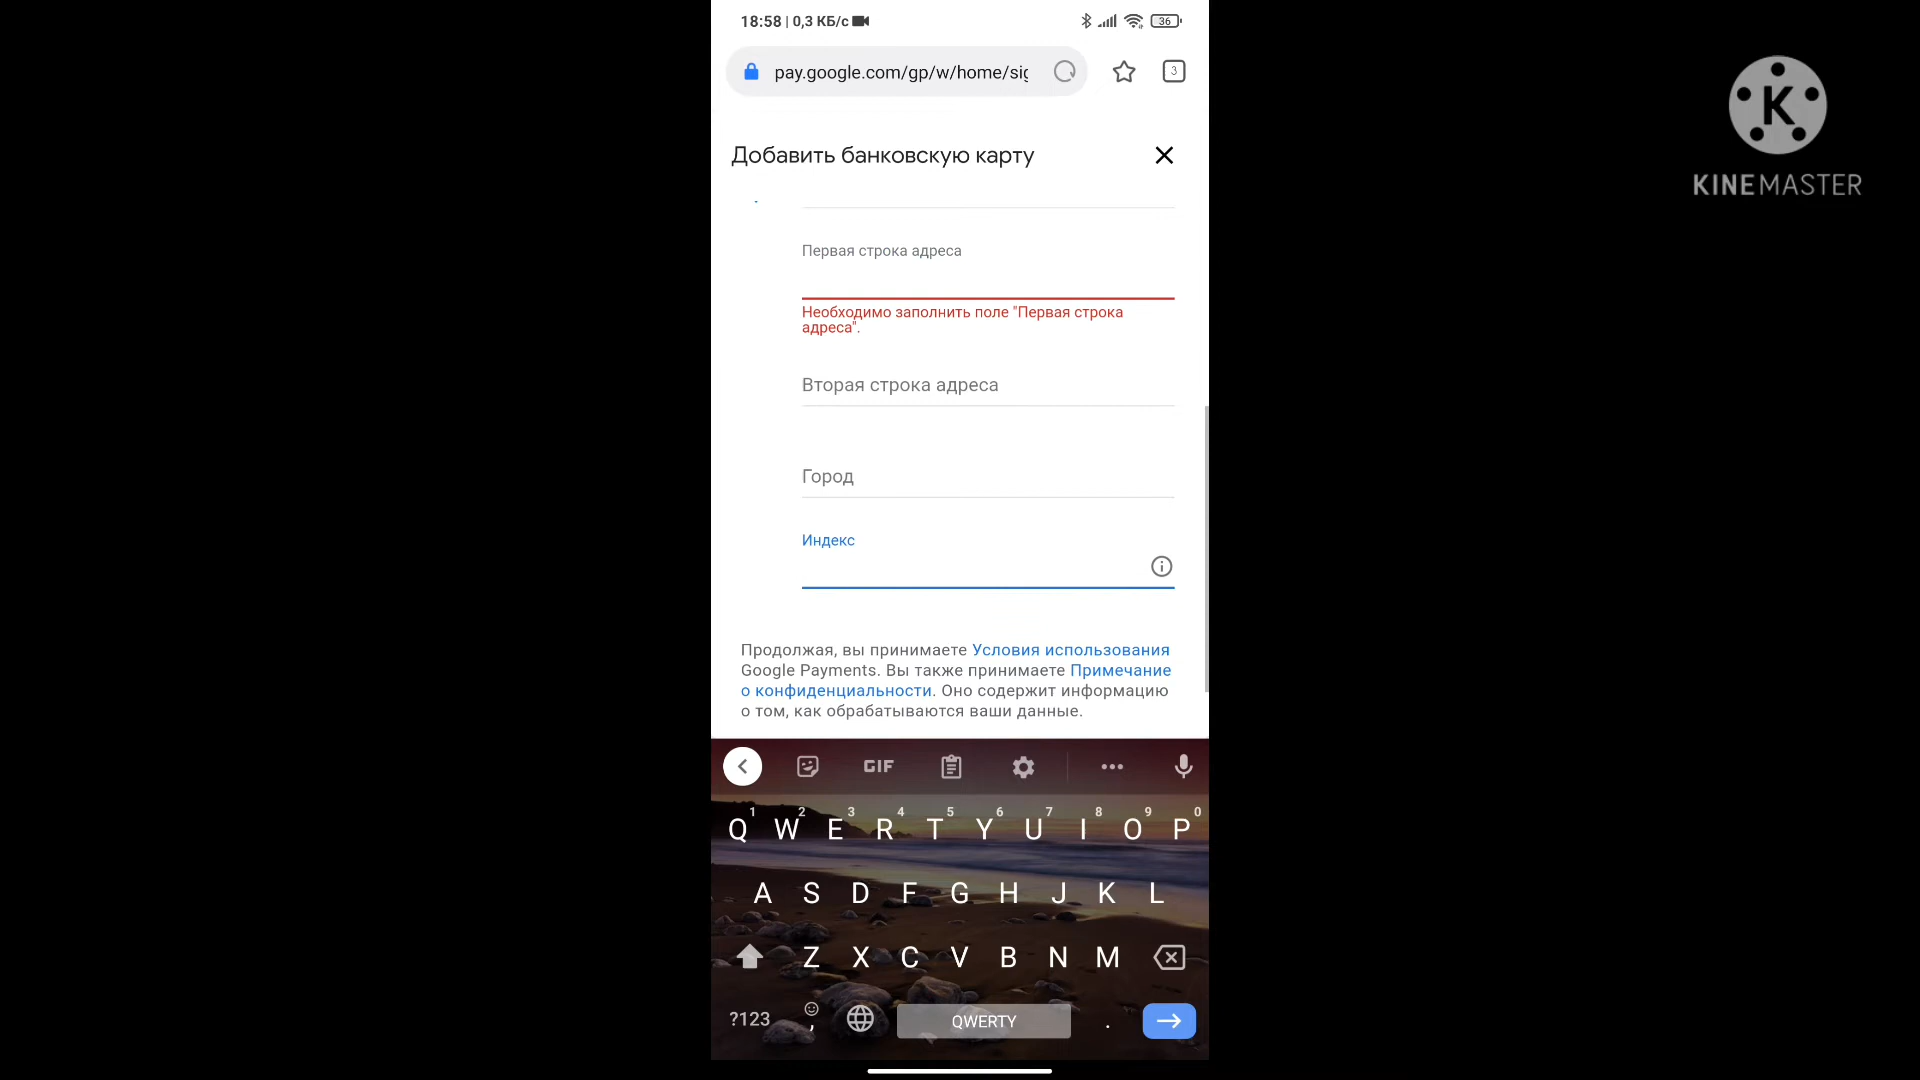 18:58 | 0,3 КБ/с
36
pay.google.com/gp/w/home/sig
3
K
KINEMASTER
Добавить банковскую карту
Первая строка адреса
Необходимо заполнить поле "Первая строка
адреса".
Вторая строка адреса
Город
Индекс
Продолжая, вы принимаете Условия использования
Google Payments. Вы также принимаете Примечание
о конфиденциальности. Оно содержит информацию
о том, как обрабатываются ваши данные.
GIF
1 2 3 4 5 6 7 8 9 0
Q W E R T Y U I O P
A S D F G H J K L
Z X C V B N M
?123 , QWERTY .